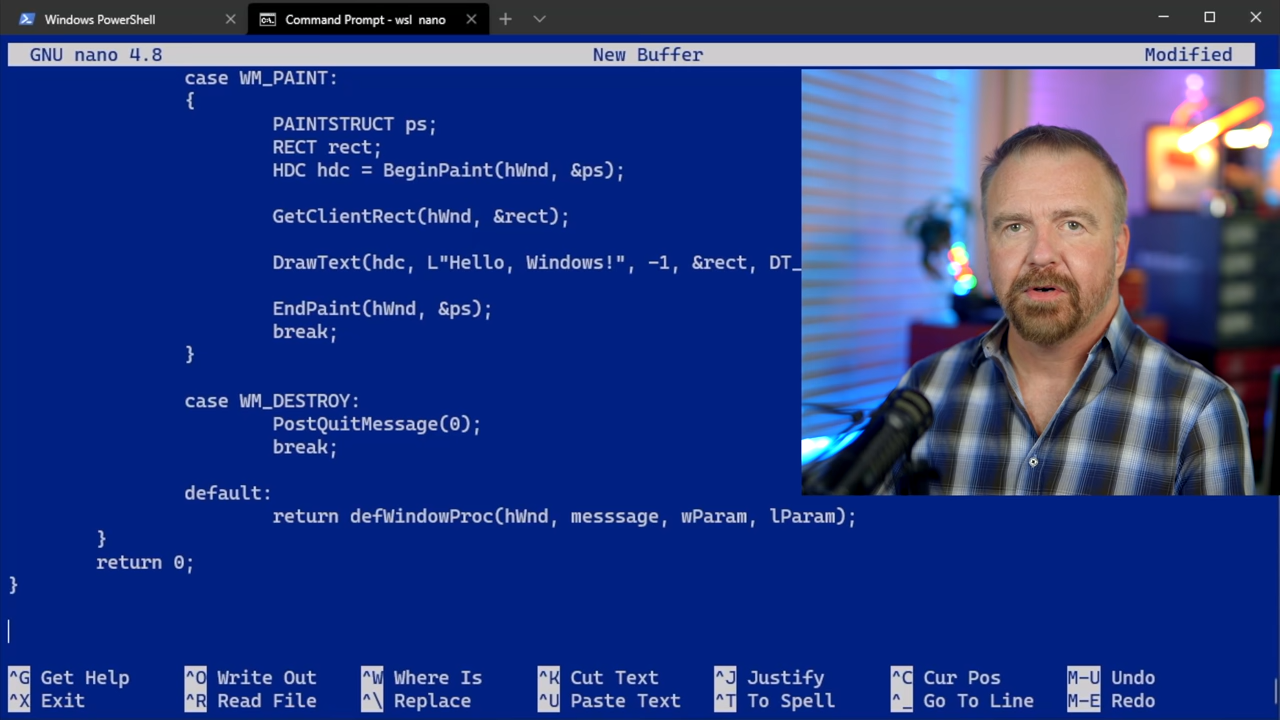 Windows PowerShell
Command Prompt - wsl nano
GNU nano 4.8 New Buffer Modified
case WM_PAINT:
{
PAINTSTRUCT ps;
RECT rect;
HDC hdc = BeginPaint(hWnd, &ps);
GetClientRect(hWnd, &rect);
DrawText(hdc, L"Hello, Windows!", -1, &rect, DT_
EndPaint(hWnd, &ps);
break;
}
case WM_DESTROY:
PostQuitMessage(0);
break;
default:
return defWindowProc(hWnd, messsage, wParam, lParam);
}
return 0;
}
^G Get Help ^O Write Out ^W Where Is ^K Cut Text ^J Justify ^C Cur Pos M-U Undo
^X Exit ^R Read File ^\ Replace ^U Paste Text ^T To Spell ^_ Go To Line M-E Redo